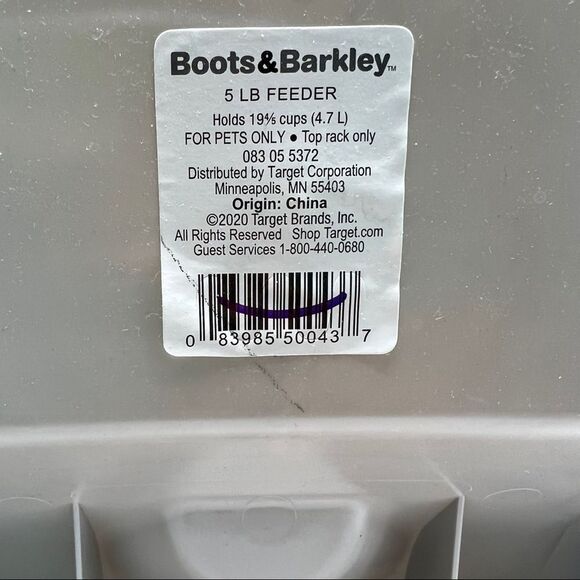 Boots&Barkley™
5 LB FEEDER
Holds 19⅘ cups (4.7 L)
FOR PETS ONLY • Top rack only
083 05 5372
Distributed by Target Corporation
Minneapolis, MN 55403
Origin: China
©2020 Target Brands, Inc.
All Rights Reserved Shop Target.com
Guest Services 1-800-440-0680
0 83985 50043 7